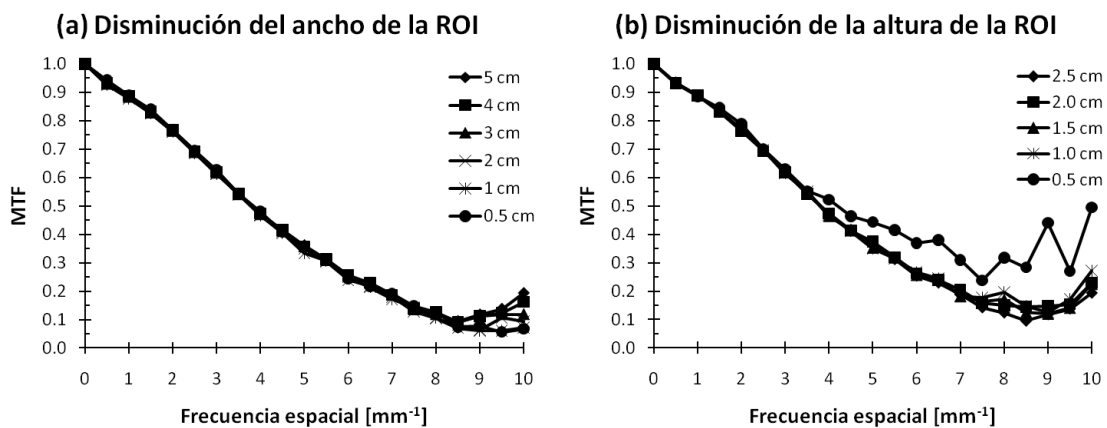 (a) Disminución del ancho de la ROI
1.0
0.9
0.8
0.7
0.6
0.5
0.4
0.3
0.2
0.1
0.0
MTF
0 1 2 3 4 5 6 7 8 9 10
Frecuencia espacial [mm⁻¹]
5 cm
4 cm
3 cm
2 cm
1 cm
0.5 cm
(b) Disminución de la altura de la ROI
1.0
0.9
0.8
0.7
0.6
0.5
0.4
0.3
0.2
0.1
0.0
MTF
0 1 2 3 4 5 6 7 8 9 10
Frecuencia espacial [mm⁻¹]
2.5 cm
2.0 cm
1.5 cm
1.0 cm
0.5 cm